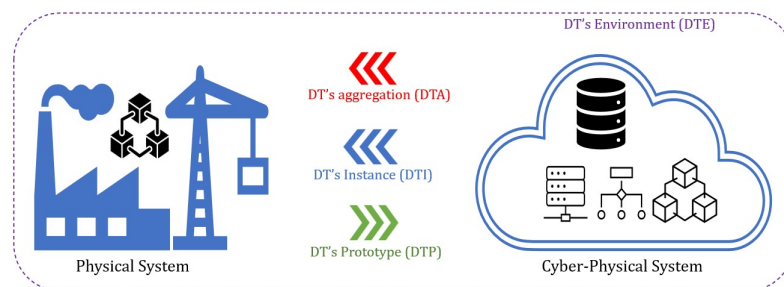 DT's Environment (DTE)
DT's aggregation (DTA)
DT's Instance (DTI)
DT's Prototype (DTP)
Physical System
Cyber-Physical System